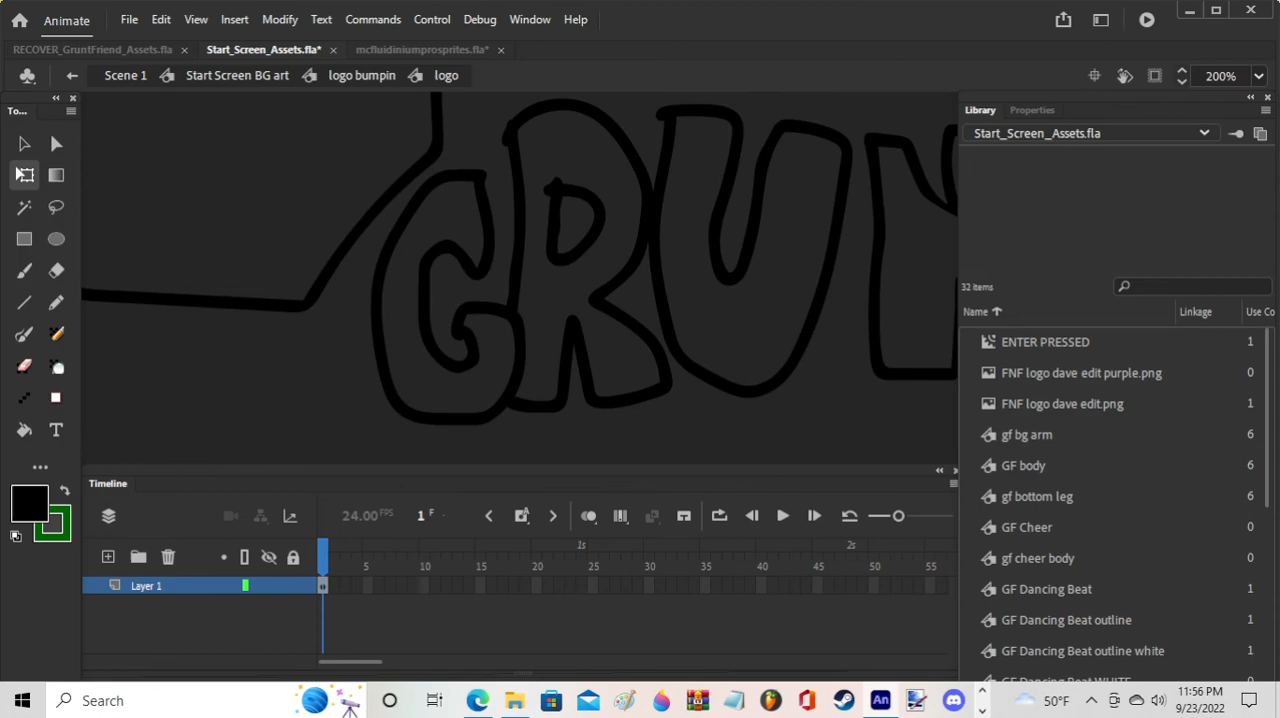 Animate File Edit View Insert Modify Text Commands Control Debug Window Help
RECOVER_GruntFriend_Assets.fla Start_Screen_Assets.fla* mcfluidiniumprosprites.fla*
Scene 1 Start Screen BG art logo bumpin logo 200%
To...
Library Properties
Start_Screen_Assets.fla
GRU
32 items
Name Linkage Use Co
ENTER PRESSED 1
FNF logo dave edit purple.png 0
FNF logo dave edit.png 1
gf bg arm 6
GF body 6
gf bottom leg 6
GF Cheer 0
gf cheer body 0
GF Dancing Beat 1
GF Dancing Beat outline 1
GF Dancing Beat outline white 1
Timeline
24.00 FPS 1 F
1s 2s
5 10 15 20 25 30 35 40 45 50 55
Layer 1
Search
50°F
11:56 PM
9/23/2022